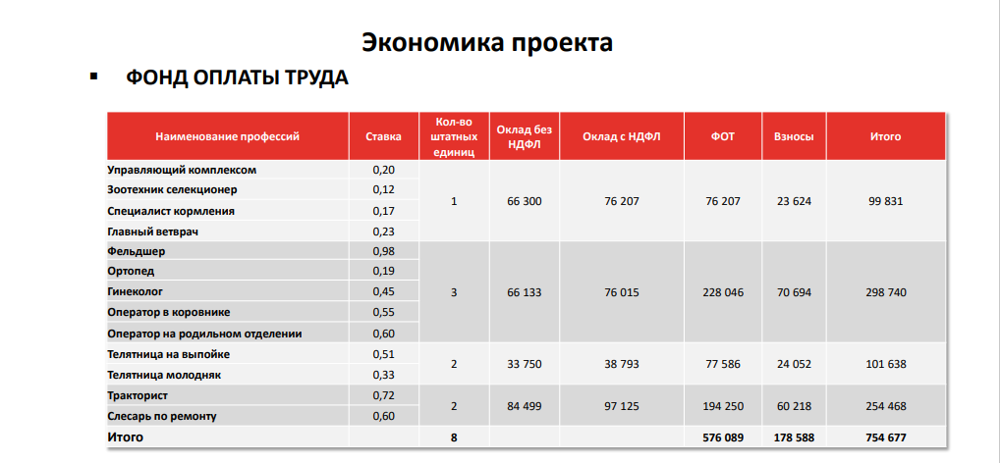 Экономика проекта
▪ ФОНД ОПЛАТЫ ТРУДА
Наименование профессий Ставка Кол-во штатных единиц Оклад без НДФЛ Оклад с НДФЛ ФОТ Взносы Итого
Управляющий комплексом 0,20
Зоотехник селекционер 0,12
1 66 300 76 207 76 207 23 624 99 831
Специалист кормления 0,17
Главный ветврач 0,23
Фельдшер 0,98
Ортопед 0,19
Гинеколог 0,45
3 66 133 76 015 228 046 70 694 298 740
Оператор в коровнике 0,55
Оператор на родильном отделении 0,60
Телятница на выпойке 0,51
2 33 750 38 793 77 586 24 052 101 638
Телятница молодняк 0,33
Тракторист 0,72
2 84 499 97 125 194 250 60 218 254 468
Слесарь по ремонту 0,60
Итого 8 576 089 178 588 754 677